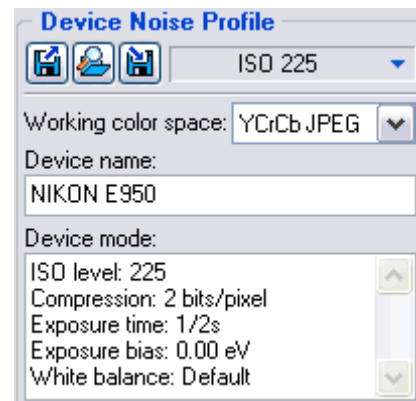 Device Noise Profile
ISO 225
Working color space: YCrCb JPEG
Device name:
NIKON E950
Device mode:
ISO level: 225
Compression: 2 bits/pixel
Exposure time: 1/2s
Exposure bias: 0.00 eV
White balance: Default